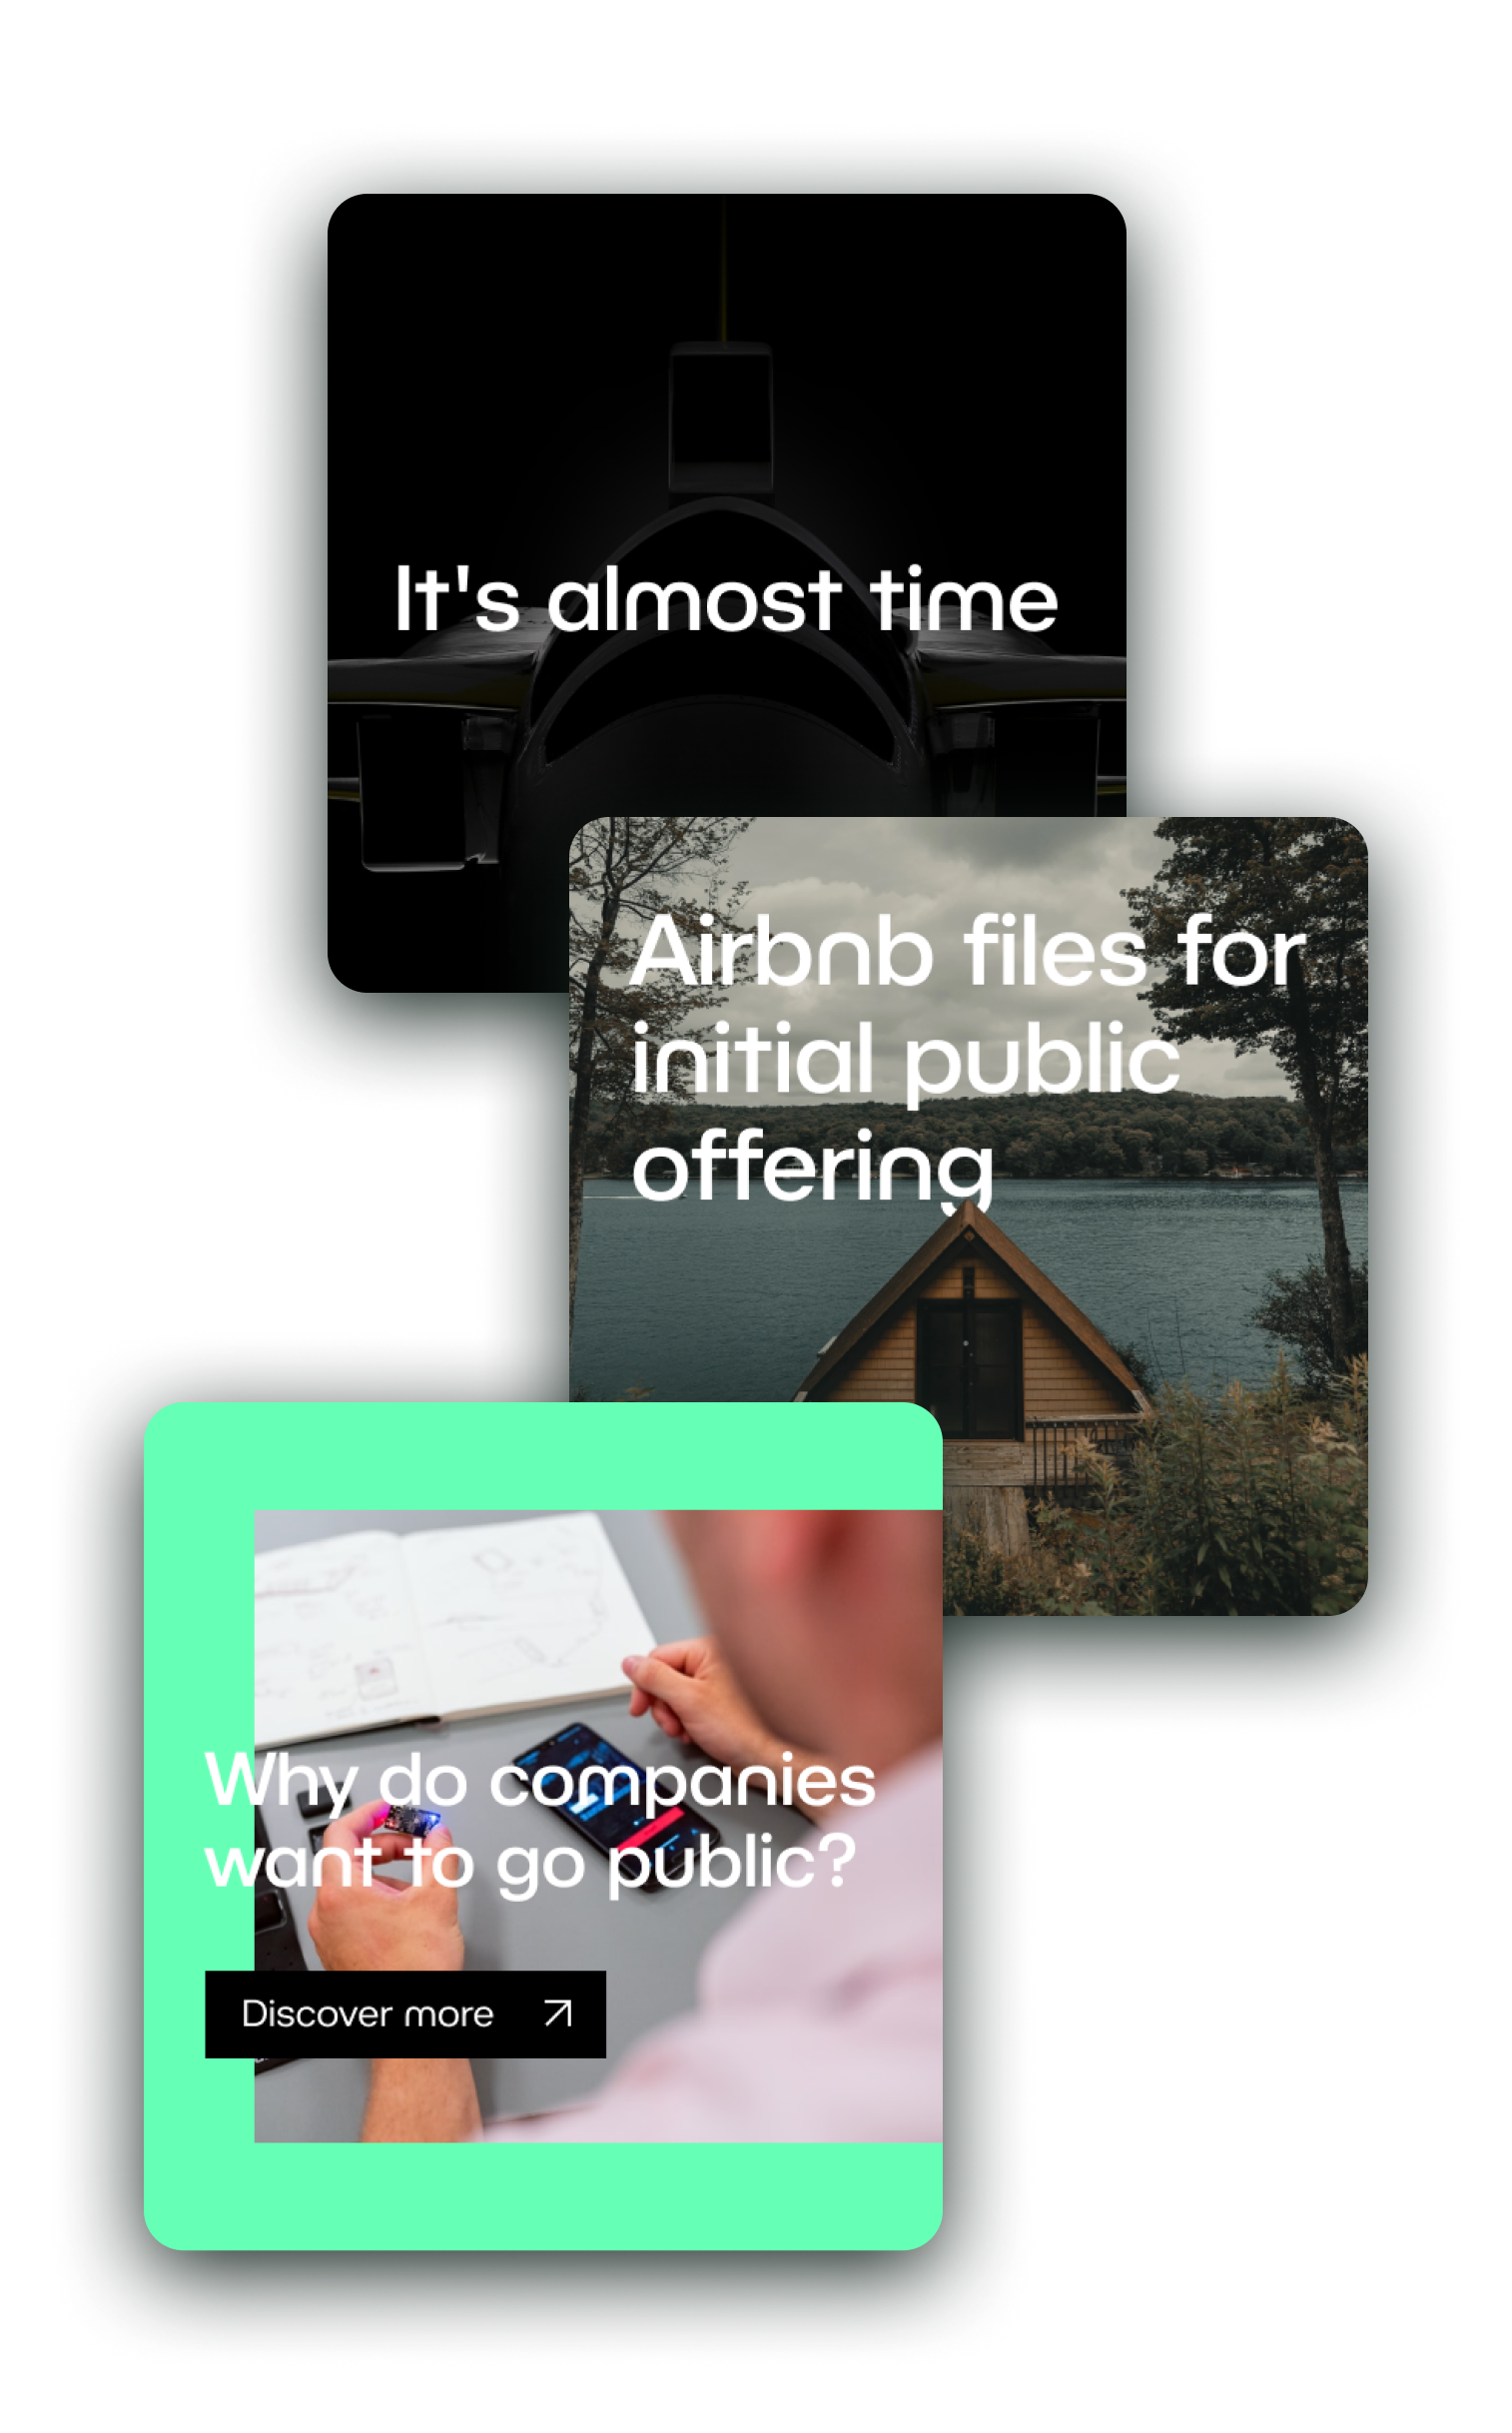 It's almost time
Airbnb files for
initial public
offering
Why do companies
want to go public?
Discover more